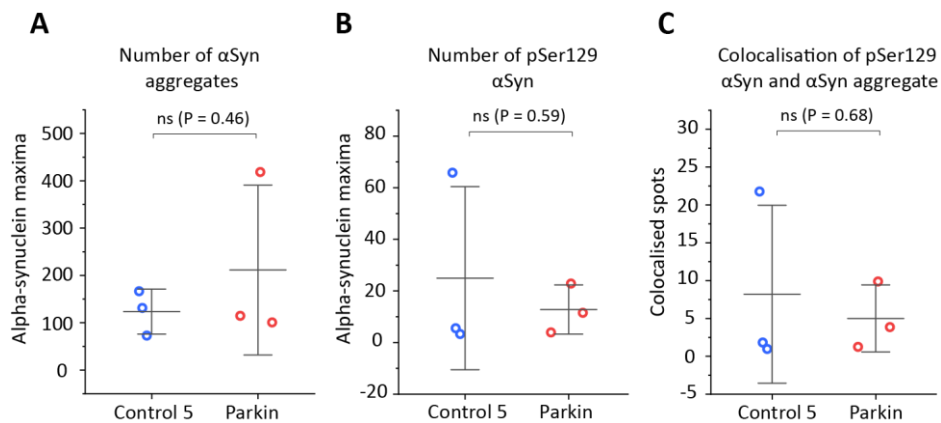 A
Number of αSyn
aggregates
ns (P = 0.46)
Alpha-synuclein maxima
500
400
300
200
100
0
Control 5
Parkin
B
Number of pSer129
αSyn
ns (P = 0.59)
Alpha-synuclein maxima
80
60
40
20
0
-20
Control 5
Parkin
C
Colocalisation of pSer129
αSyn and αSyn aggregate
ns (P = 0.68)
Colocalised spots
30
25
20
15
10
5
0
-5
Control 5
Parkin